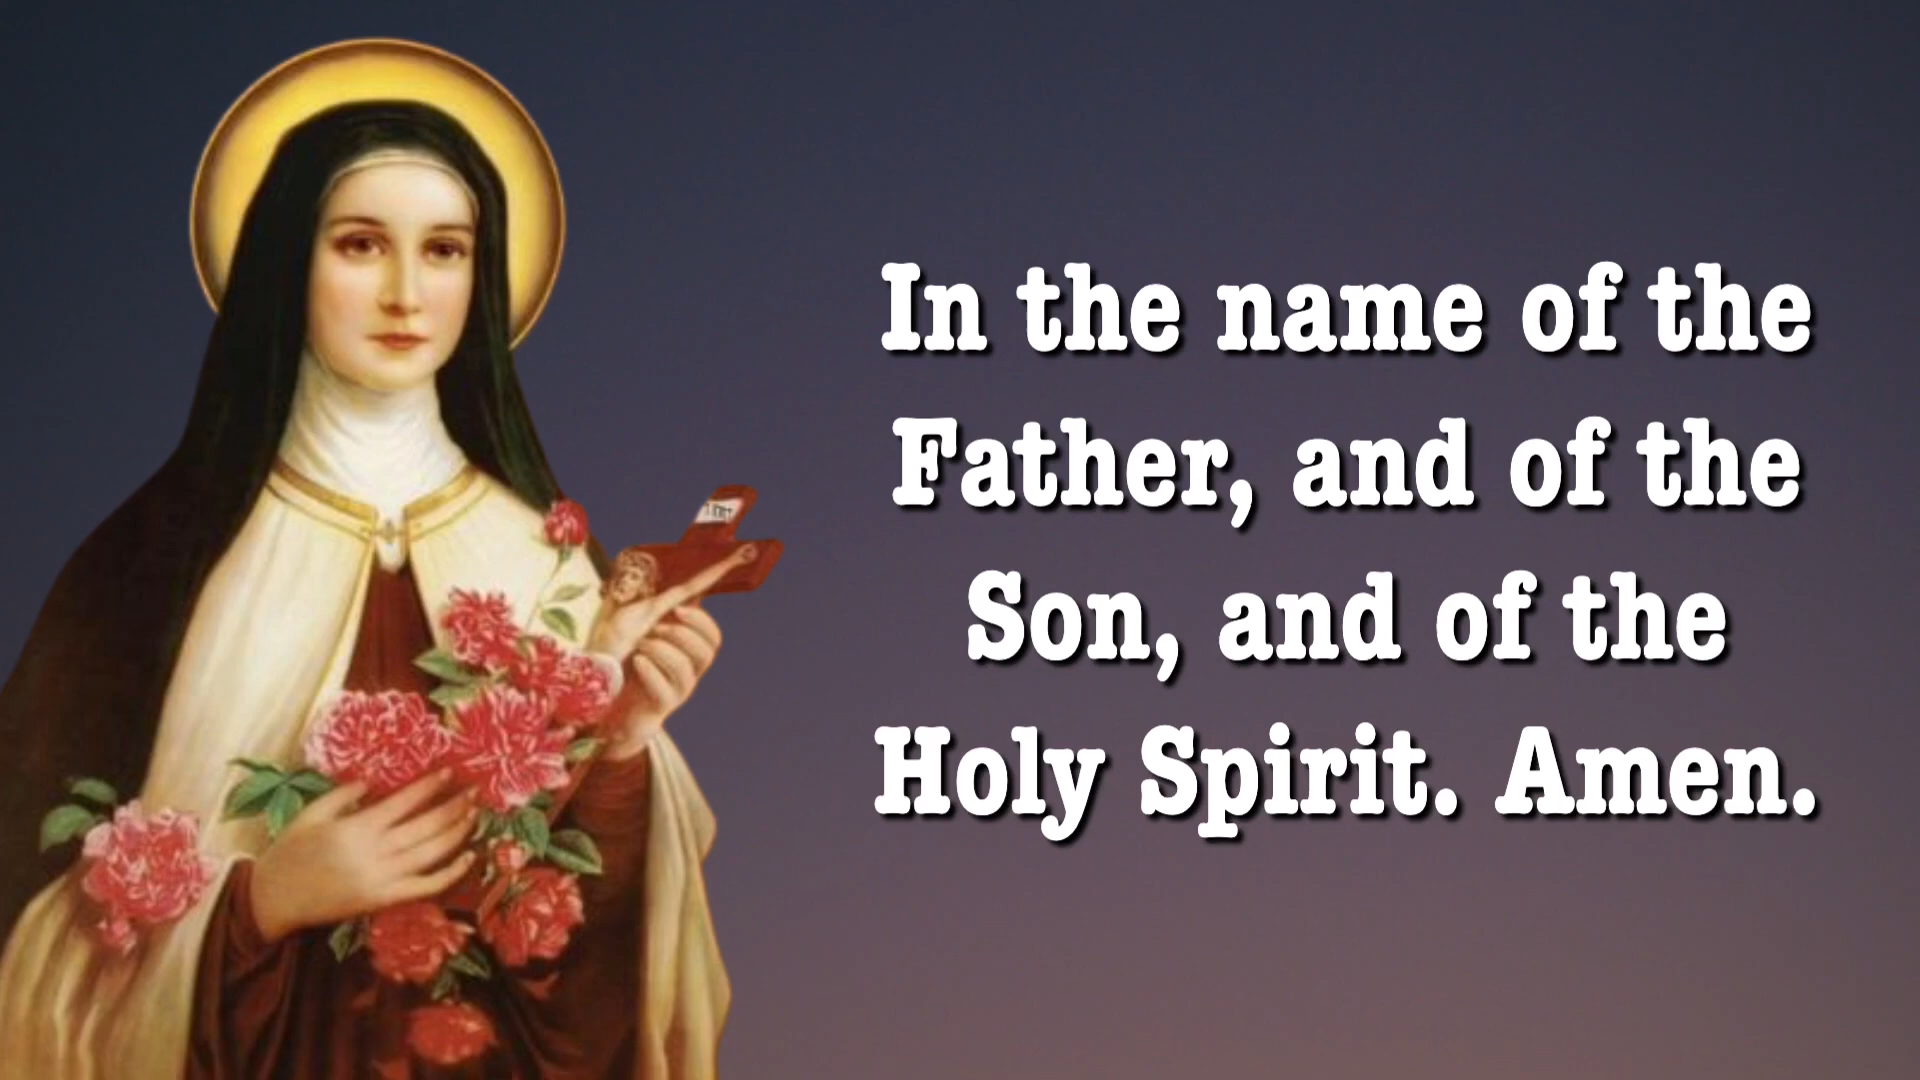 In the name of the
Father, and of the
Son, and of the
Holy Spirit. Amen.